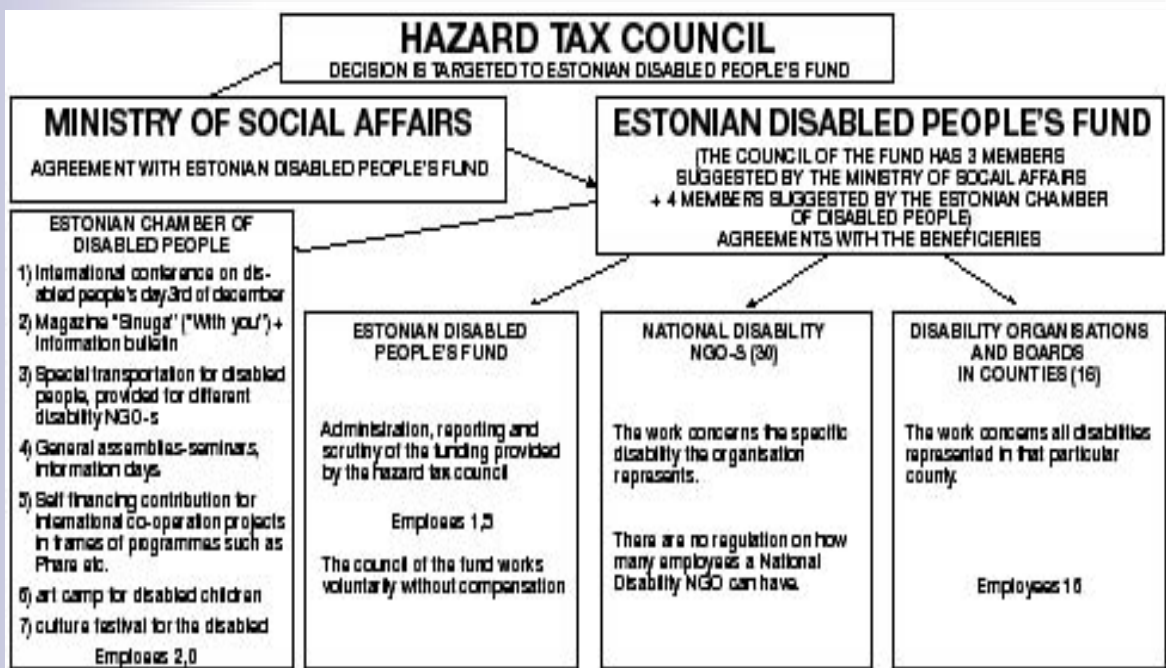 HAZARD TAX COUNCIL
DECISION IS TARGETED TO ESTONIAN DISABLED PEOPLE'S FUND
MINISTRY OF SOCIAL AFFAIRS
AGREEMENT WITH ESTONIAN DISABLED PEOPLE'S FUND
ESTONIAN DISABLED PEOPLE'S FUND
(THE COUNCIL OF THE FUND HAS 3 MEMBERS
SUGGESTED BY THE MINISTRY OF SOCAIL AFFAIRS
+ 4 MEMBERS SUGGESTED BY THE ESTONIAN CHAMBER
OF DISABLED PEOPLE)
AGREEMENTS WITH THE BENEFICIERIES
ESTONIAN CHAMBER OF
DISABLED PEOPLE
1) International conference on dis-
abled people's day 3rd of december
2) Magazine "Sinuga" ("With you") +
Information bulletin
3) Special transportation for disabled
people, provided for different
disability NGO-s
4) General assemblies-seminars,
information days
5) Self financing contribution for
international co-operation projects
in frames of programmes such as
Phare etc.
6) art camp for disabled children
7) culture festival for the disabled
Emploees 2,0
ESTONIAN DISABLED
PEOPLE'S FUND
Administration, reporting and
scrutiny of the funding provided
by the hazard tax council
Emploees 1,5
The council of the fund works
voluntarily without compensation
NATIONAL DISABILITY
NGO-S (30)
The work concerns the specific
disability the organisation
represents.
There are no regulation on how
many employees a National
Disability NGO can have.
DISABILITY ORGANISATIONS
AND BOARDS
IN COUNTIES (16)
The work concerns all disabilities
represented in that particular
county.
Employees 16